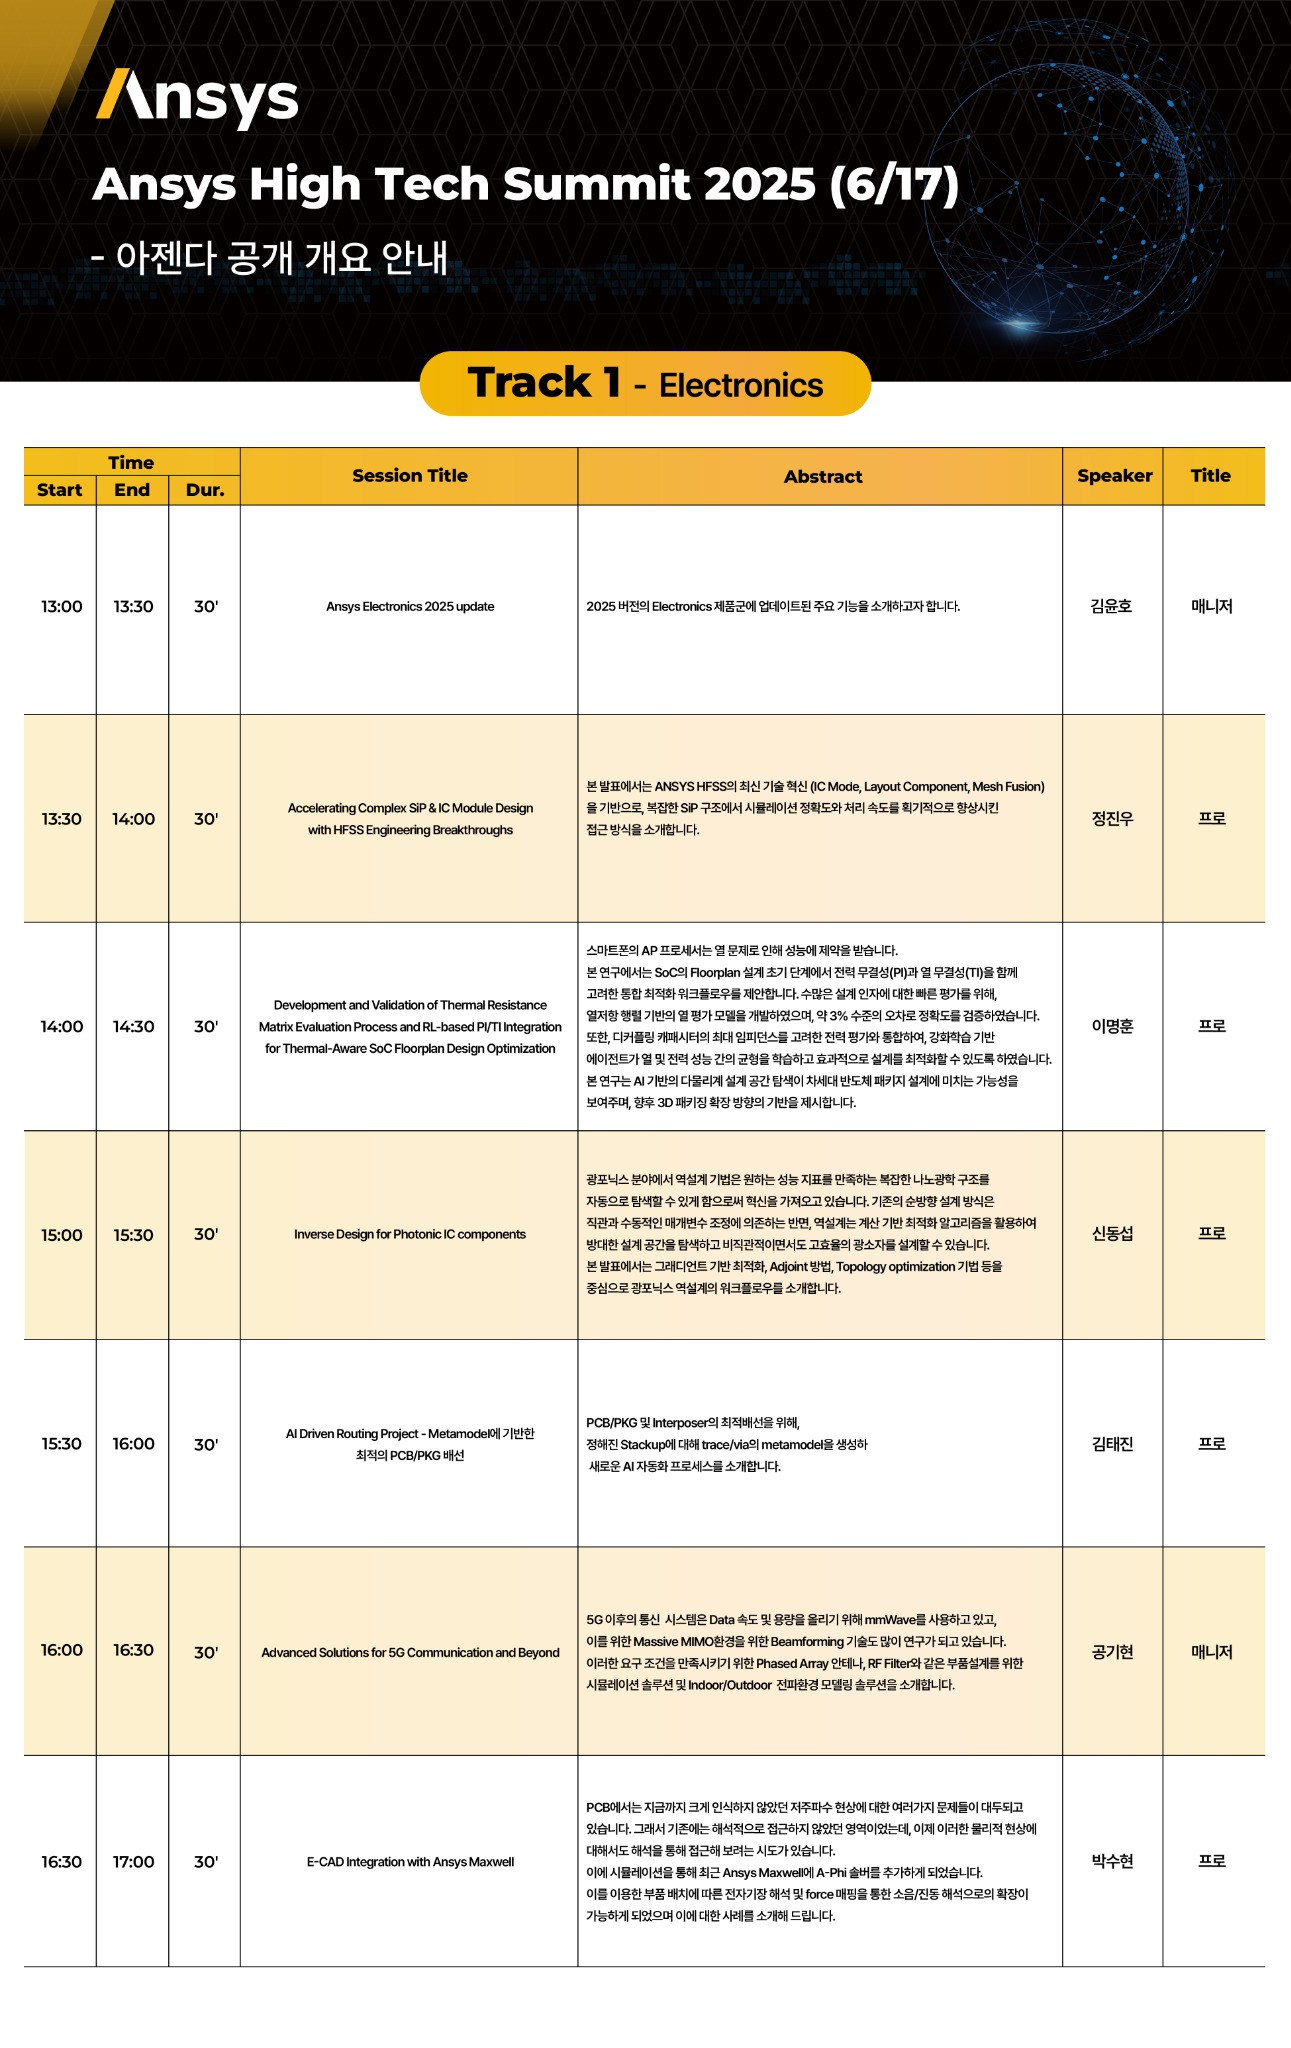 Ansys
Ansys High Tech Summit 2025 (6/17)
- 아젠다 공개 개요 안내
Track 1 - Electronics
Time
Session Title
Abstract
Speaker
Title
Start
End
Dur.
13:00
13:30
30'
Ansys Electronics 2025 update
2025 버전의 Electronics 제품군에 업데이트된 주요 기능을 소개하고자 합니다.
김윤호
매니저
13:30
14:00
30'
Accelerating Complex SiP & IC Module Design
with HFSS Engineering Breakthroughs
본 발표에서는 ANSYS HFSS의 최신 기술 혁신 (IC Mode, Layout Component, Mesh Fusion)
을 기반으로, 복잡한 SiP 구조에서 시뮬레이션 정확도와 처리 속도를 획기적으로 향상시킨
접근 방식을 소개합니다.
정진우
프로
14:00
14:30
30'
Development and Validation of Thermal Resistance
Matrix Evaluation Process and RL-based PI/TI Integration
for Thermal-Aware SoC Floorplan Design Optimization
스마트폰의 AP 프로세서는 열 문제로 인해 성능에 제약을 받습니다.
본 연구에서는 SoC의 Floorplan 설계 초기 단계에서 전력 무결성(PI)과 열 무결성(TI)을 함께
고려한 통합 최적화 워크플로우를 제안합니다. 수많은 설계 인자에 대한 빠른 평가를 위해,
열저항 행렬 기반의 열 평가 모델을 개발하였으며, 약 3% 수준의 오차로 정확도를 검증하였습니다.
또한, 디커플링 캐패시터의 최대 임피던스를 고려한 전력 평가와 통합하여, 강화학습 기반
에이전트가 열 및 전력 성능 간의 균형을 학습하고 효과적으로 설계를 최적화할 수 있도록 하였습니다.
본 연구는 AI 기반의 다물리계 설계 공간 탐색이 차세대 반도체 패키지 설계에 미치는 가능성을
보여주며, 향후 3D 패키징 확장 방향의 기반을 제시합니다.
이명훈
프로
15:00
15:30
30'
Inverse Design for Photonic IC components
광포닉스 분야에서 역설계 기법은 원하는 성능 지표를 만족하는 복잡한 나노광학 구조를
자동으로 탐색할 수 있게 함으로써 혁신을 가져오고 있습니다. 기존의 순방향 설계 방식은
직관과 수동적인 매개변수 조정에 의존하는 반면, 역설계는 계산 기반 최적화 알고리즘을 활용하여
방대한 설계 공간을 탐색하고 비직관적이면서도 고효율의 광소자를 설계할 수 있습니다.
본 발표에서는 그래디언트 기반 최적화, Adjoint 방법, Topology optimization 기법 등을
중심으로 광포닉스 역설계의 워크플로우를 소개합니다.
신동섭
프로
15:30
16:00
30'
AI Driven Routing Project - Metamodel에 기반한
최적의 PCB/PKG 배선
PCB/PKG 및 Interposer의 최적배선을 위해,
정해진 Stackup에 대해 trace/via의 metamodel을 생성하
새로운 AI 자동화 프로세스를 소개합니다.
김태진
프로
16:00
16:30
30'
Advanced Solutions for 5G Communication and Beyond
5G 이후의 통신 시스템은 Data 속도 및 용량을 올리기 위해 mmWave를 사용하고 있고,
이를 위한 Massive MIMO환경을 위한 Beamforming 기술도 많이 연구가 되고 있습니다.
이러한 요구 조건을 만족시키기 위한 Phased Array 안테나, RF Filter와 같은 부품설계를 위한
시뮬레이션 솔루션 및 Indoor/Outdoor 전파환경 모델링 솔루션을 소개합니다.
공기현
매니저
16:30
17:00
30'
E-CAD Integration with Ansys Maxwell
PCB에서는 지금까지 크게 인식하지 않았던 저주파수 현상에 대한 여러가지 문제들이 대두되고
있습니다. 그래서 기존에는 해석적으로 접근하지 않았던 영역이었는데, 이제 이러한 물리적 현상에
대해서도 해석을 통해 접근해 보려는 시도가 있습니다.
이에 시뮬레이션을 통해 최근 Ansys Maxwell에 A-Phi 솔버를 추가하게 되었습니다.
이를 이용한 부품 배치에 따른 전자기장 해석 및 force 매핑을 통한 소음/진동 해석으로의 확장이
가능하게 되었으며 이에 대한 사례를 소개해 드립니다.
박수현
프로